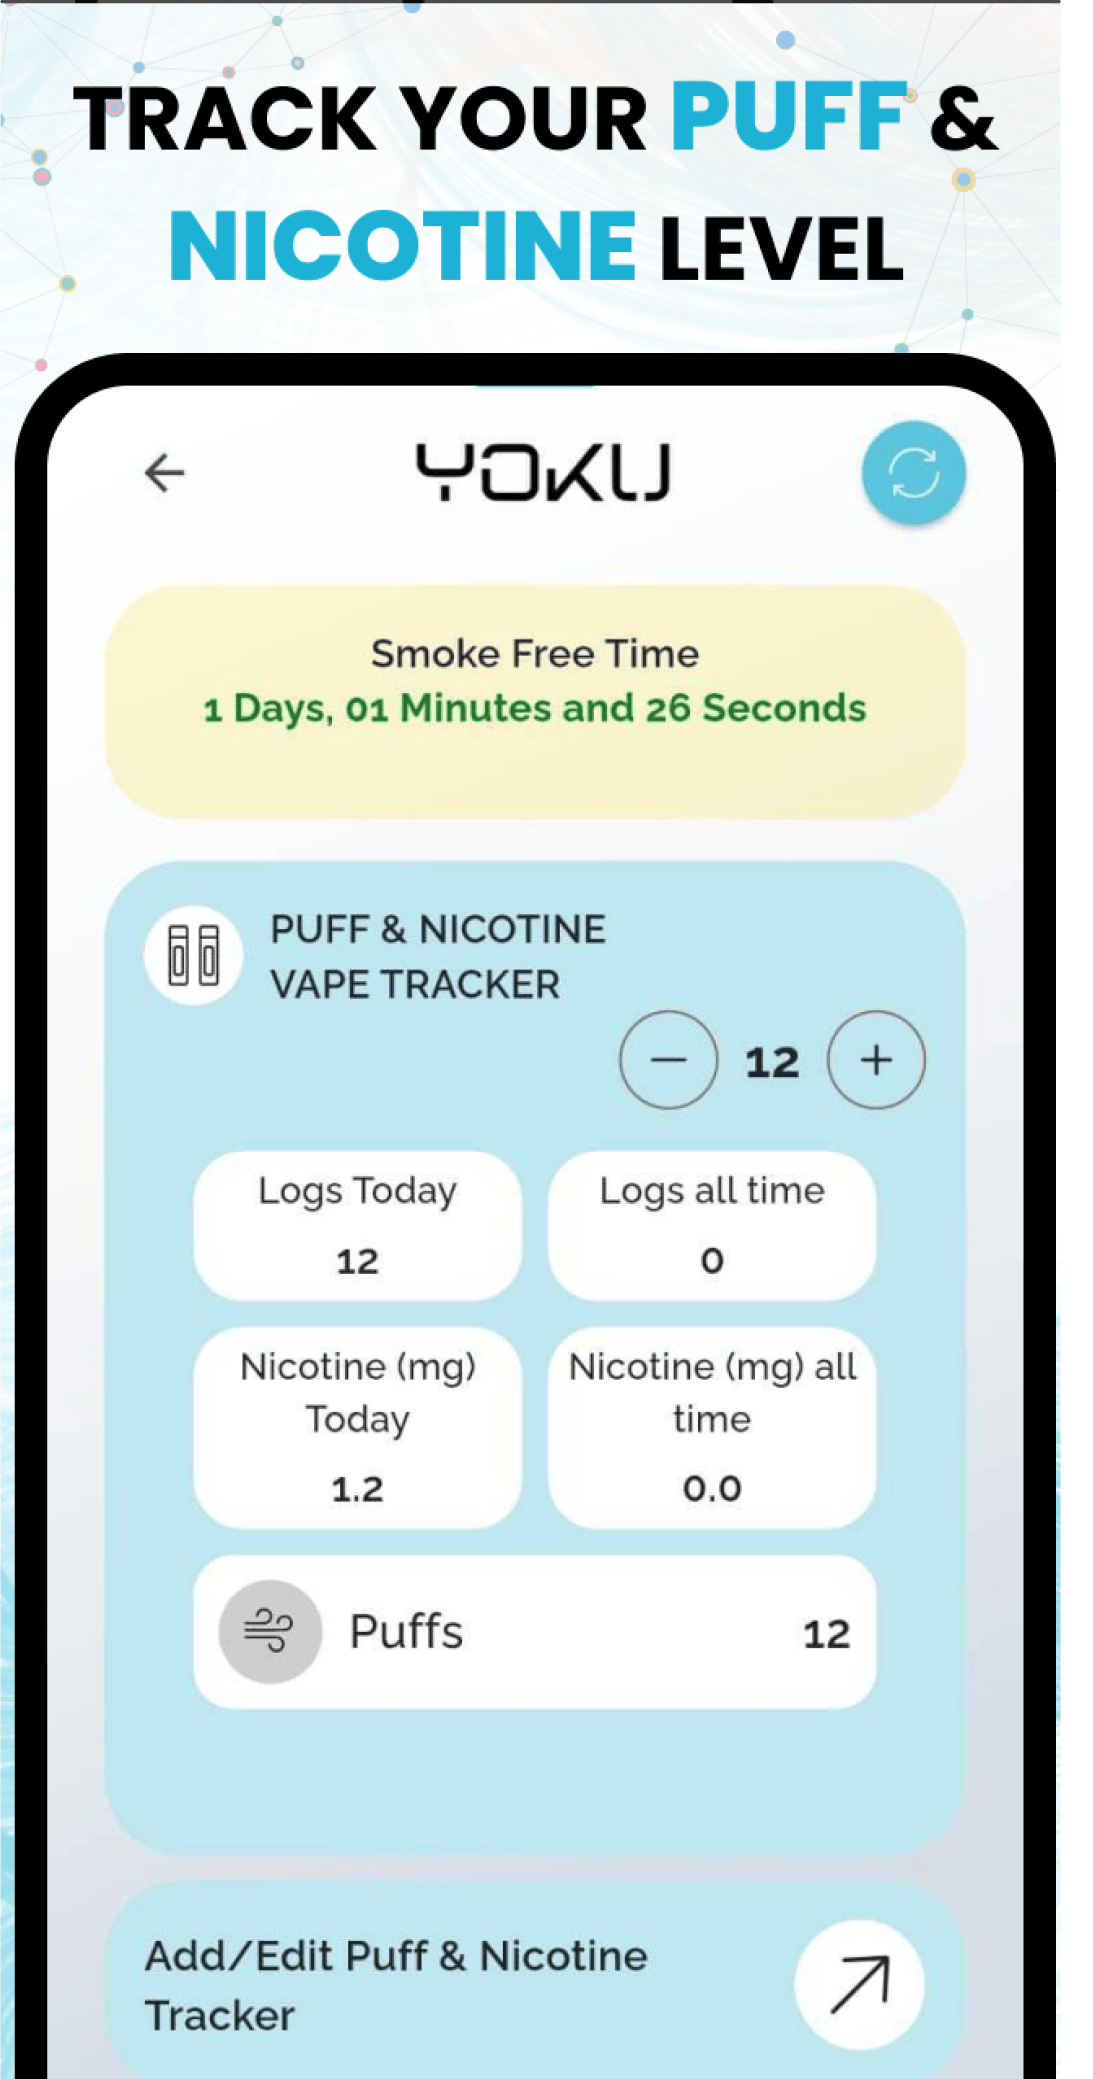 TRACK YOUR PUFF &
NICOTINE LEVEL
YOKU
Smoke Free Time
1 Days, 01 Minutes and 26 Seconds
PUFF & NICOTINE
VAPE TRACKER
12
Logs Today
12
Logs all time
0
Nicotine (mg)
Today
1.2
Nicotine (mg) all
time
0.0
Puffs 12
Add/Edit Puff & Nicotine
Tracker